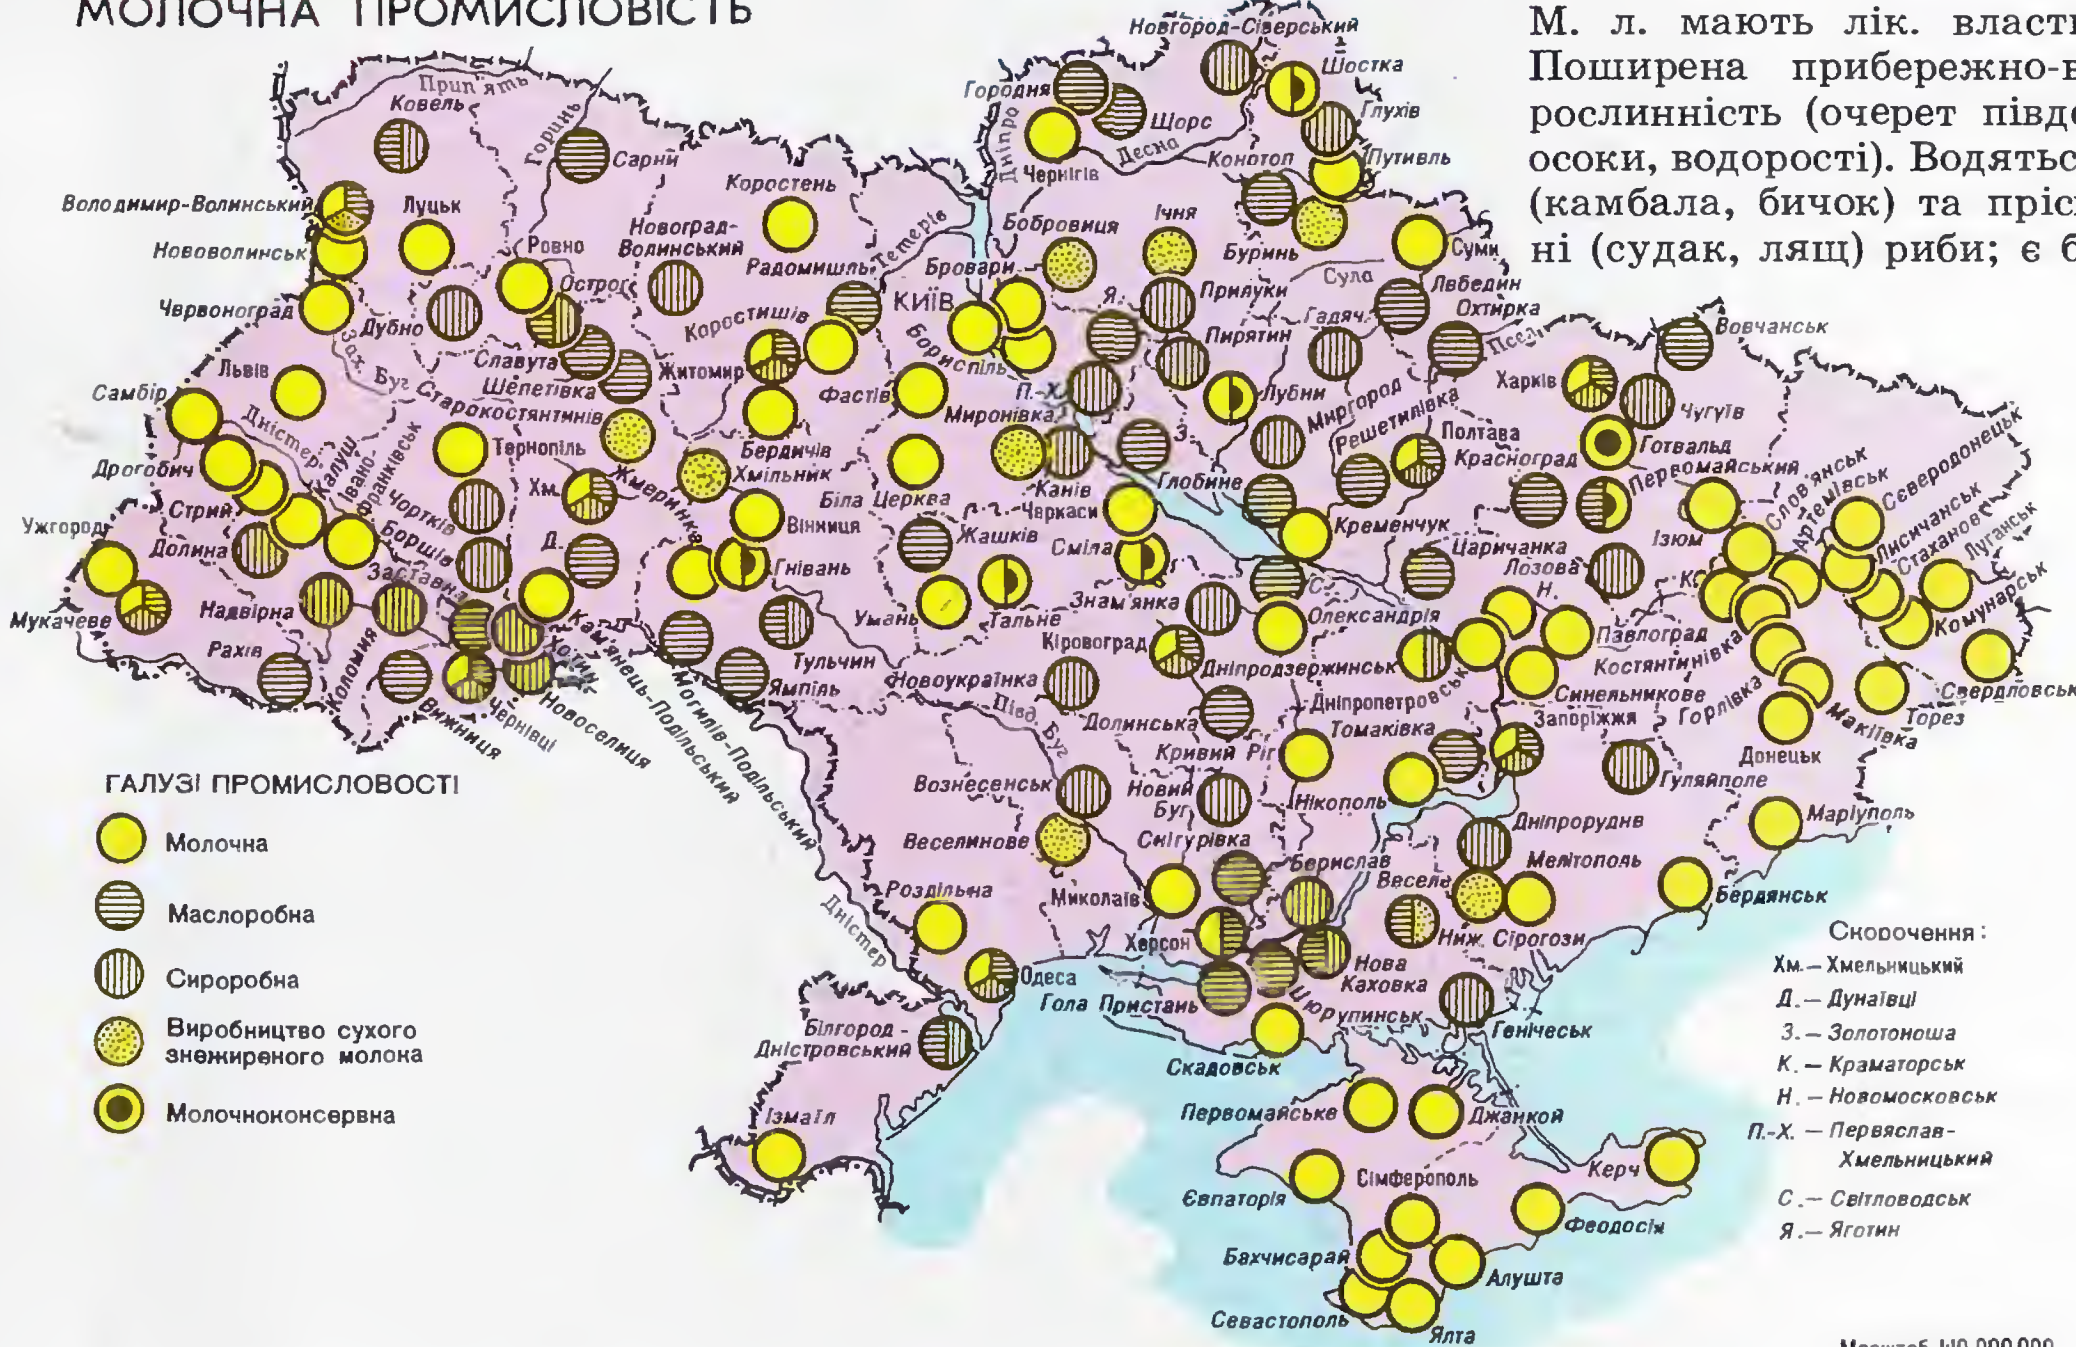 МОЛОЧНА ПРОМИСЛОВІСТЬ
М. л. мають лік. власти
Поширена прибережно-в
рослинність (очерет півде
осоки, водорості). Водятьс
(камбала, бичок) та пріс
ні (судак, лящ) риби; є б
Новгород-Сіверський
Шостка
Городня
Глухів
Щорс
Прип'ять
Ковель
Горинь
Дніпро
Десна
Конотоп
Путивль
Сарни
Чернігів
Коростень
Володимир-Волинський
Луцьк
Нововолинськ
Ровно
Новоград-
Волинський
Тетерів
Бобровиця
Ічня
Буринь
Суми
Радомишль
Бровари
Сула
Острог
КИЇВ
Я.
Прилуки
Лебедин
Червоноград
Дубно
Коростишів
Бориспіль
Пирятин
Гадяч
Охтирка
Псел
Вовчанськ
Зах. Буг
Славута
Шепетівка
Житомир
Львів
Самбір
Старокостянтинів
Фастів
П.-Х.
Миронівка
Лубни
Миргород
Решетилівка
Харків
Чугуїв
Дністер
Калуш
Івано-
Франківськ
Тернопіль
Бердичів
Хмільник
З.
Полтава
Готвальд
Красноград
Первомайський
Дрогобич
Чортків
Хм.
Жмеринка
Біла Церква
Канів
Глобине
Слов'янськ
Артемівськ
Сєвєродонецьк
Стрий
Борщів
Вінниця
Черкаси
Кременчук
Лисичанськ
Стаханов
Луганськ
Ужгород
Долина
Заставна
Д.
Гнівань
Жашків
Сміла
Царичанка
Лозова
Ізюм
К.
Комунарськ
Мукачеве
Надвірна
Умань
Тальне
Знам'янка
С.
Олександрія
Н.
Павлоград
Рахів
Коломия
Хотин
Кам'янець-Подільський
Тульчин
Кіровоград
Дніпродзержинськ
Костянтинівка
Вижниця
Чернівці
Новоселиця
Могилів-Подільський
Ямпіль
Новоукраїнка
Півд. Буг
Долинська
Дніпропетровськ
Синельникове
Горлівка
Макіївка
Торез
Свердловськ
Кривий Ріг
Томаківка
Запоріжжя
Донецьк
ГАЛУЗІ ПРОМИСЛОВОСТІ
Молочна
Маслоробна
Сироробна
Виробництво сухого
знежиреного молока
Молочноконсервна
Вознесенськ
Новий
Буг
Нікополь
Гуляйполе
Веселинове
Снігурівка
Дніпрорудне
Маріуполь
Роздільна
Миколаїв
Берислав
Веселе
Мелітополь
Бердянськ
Дністер
Херсон
Ниж. Сірогози
Одеса
Гола Пристань
Нова
Каховка
Цюрупинськ
Генічеськ
Білгород-
Дністровський
Скадовськ
Ізмаїл
Первомайське
Джанкой
Євпаторія
Сімферополь
Керч
Феодосія
Бахчисарай
Алушта
Севастополь
Ялта
Скорочення:
Хм.— Хмельницький
Д.— Дунаївці
З.— Золотоноша
К.— Краматорськ
Н.— Новомосковськ
П.-Х. — Переяслав-
Хмельницький
С.— Світловодськ
Я.— Яготин